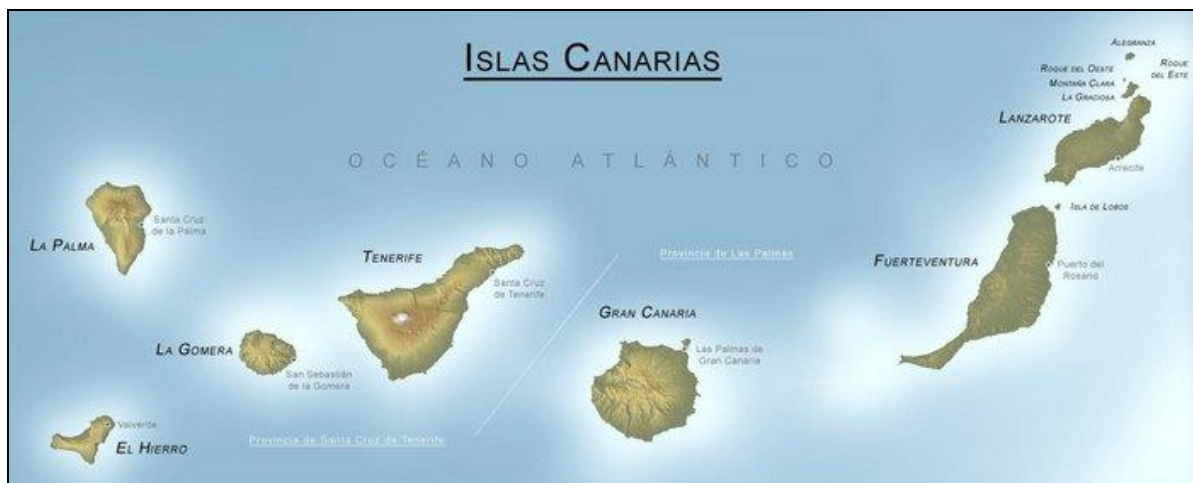 ISLAS CANARIAS
ALEGRANZA
ROQUE DEL OESTE
ROQUE
DEL ESTE
MONTAÑA CLARA
LA GRACIOSA
LANZAROTE
OCÉANO ATLÁNTICO
Arrecife
ISLA DE LOBOS
Santa Cruz
de la Palma
LA PALMA
TENERIFE
Provincia de Las Palmas
FUERTEVENTURA
Puerto del
Rosario
Santa Cruz
de Tenerife
GRAN CANARIA
LA GOMERA
Las Palmas de
Gran Canaria
San Sebastián
de la Gomera
Valverde
EL HIERRO
Provincia de Santa Cruz de Tenerife